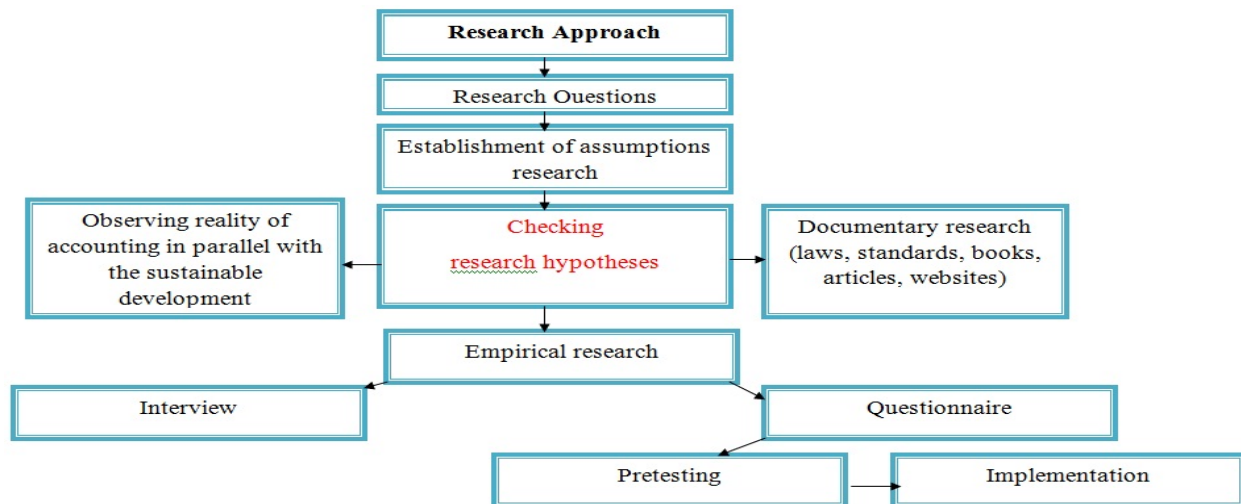 Research Approach
Research Ouestions
Establishment of assumptions
research
Observing reality of
accounting in parallel with
the sustainable
development
Checking
research hypotheses
Documentary research
(laws, standards, books,
articles, websites)
Empirical research
Interview
Questionnaire
Pretesting
Implementation